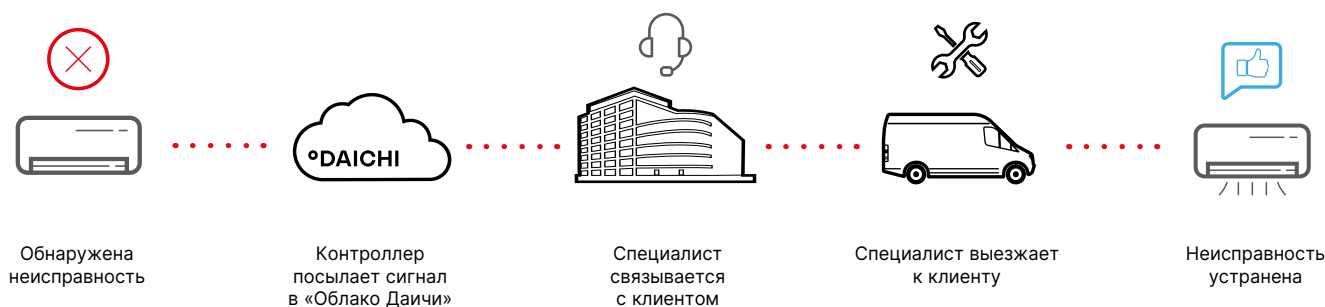 °DAICHI
Обнаружена
неисправность
Контроллер
посылает сигнал
в «Облако Даичи»
Специалист
связывается
с клиентом
Специалист выезжает
к клиенту
Неисправность
устранена